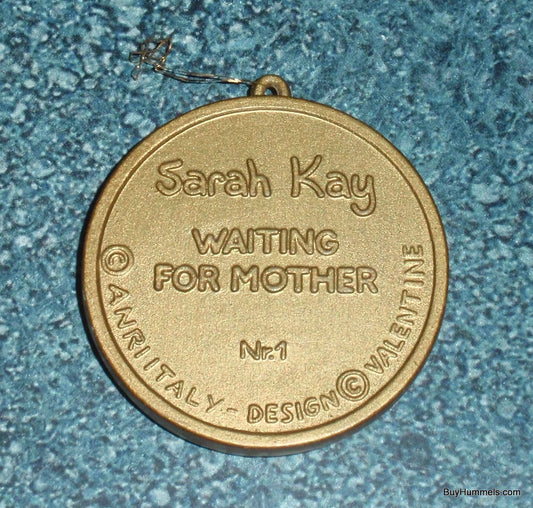 Sarah Kay
WAITING
FOR MOTHER
Nr.1
© ANRI ITALY - DESIGN © VALENTINE
BuyHummels.com